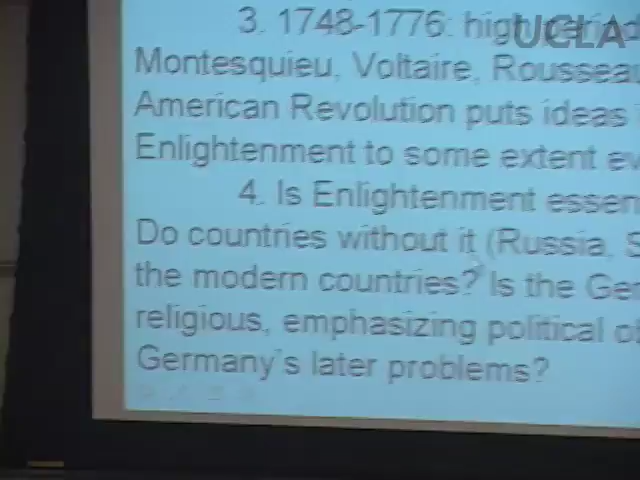 3. 1748-1776: high period
UCLA
Montesquieu, Voltaire, Rousseau
American Revolution puts ideas
Enlightenment to some extent
4. Is Enlightenment
Do countries without it (Russia,
the modern countries? Is the
religious, emphasizing political
Germany's later problems?